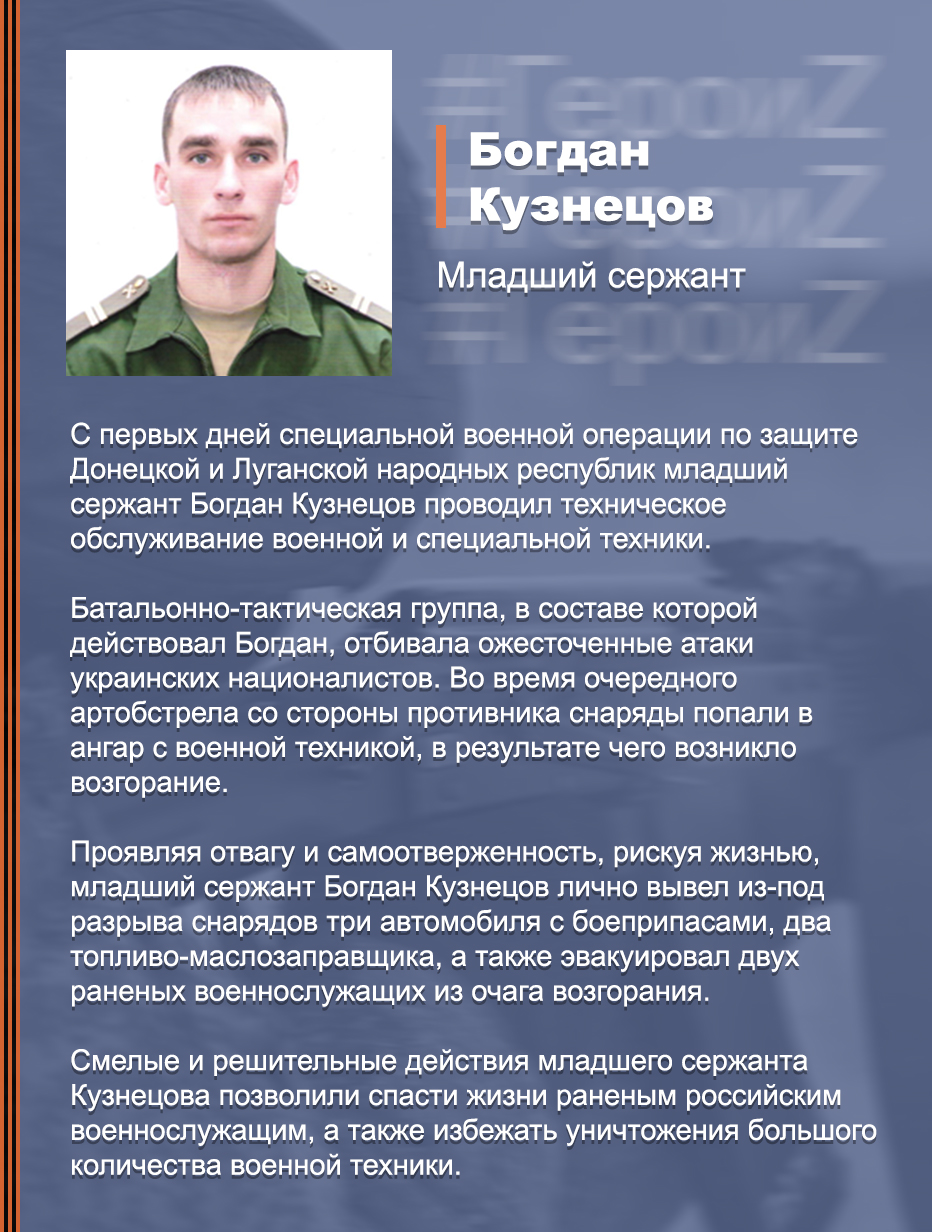 #ГероиZ
Богдан
#ГероиZ
Кузнецов
Младший сержант
#ГероиZ
С первых дней специальной военной операции по защите
Донецкой и Луганской народных республик младший
сержант Богдан Кузнецов проводил техническое
обслуживание военной и специальной техники.
Батальонно-тактическая группа, в составе которой
действовал Богдан, отбивала ожесточенные атаки
украинских националистов. Во время очередного
артобстрела со стороны противника снаряды попали в
ангар с военной техникой, в результате чего возникло
возгорание.
Проявляя отвагу и самоотверженность, рискуя жизнью,
младший сержант Богдан Кузнецов лично вывел из-под
разрыва снарядов три автомобиля с боеприпасами, два
топливо-маслозаправщика, а также эвакуировал двух
раненых военнослужащих из очага возгорания.
Смелые и решительные действия младшего сержанта
Кузнецова позволили спасти жизни раненым российским
военнослужащим, а также избежать уничтожения большого
количества военной техники.